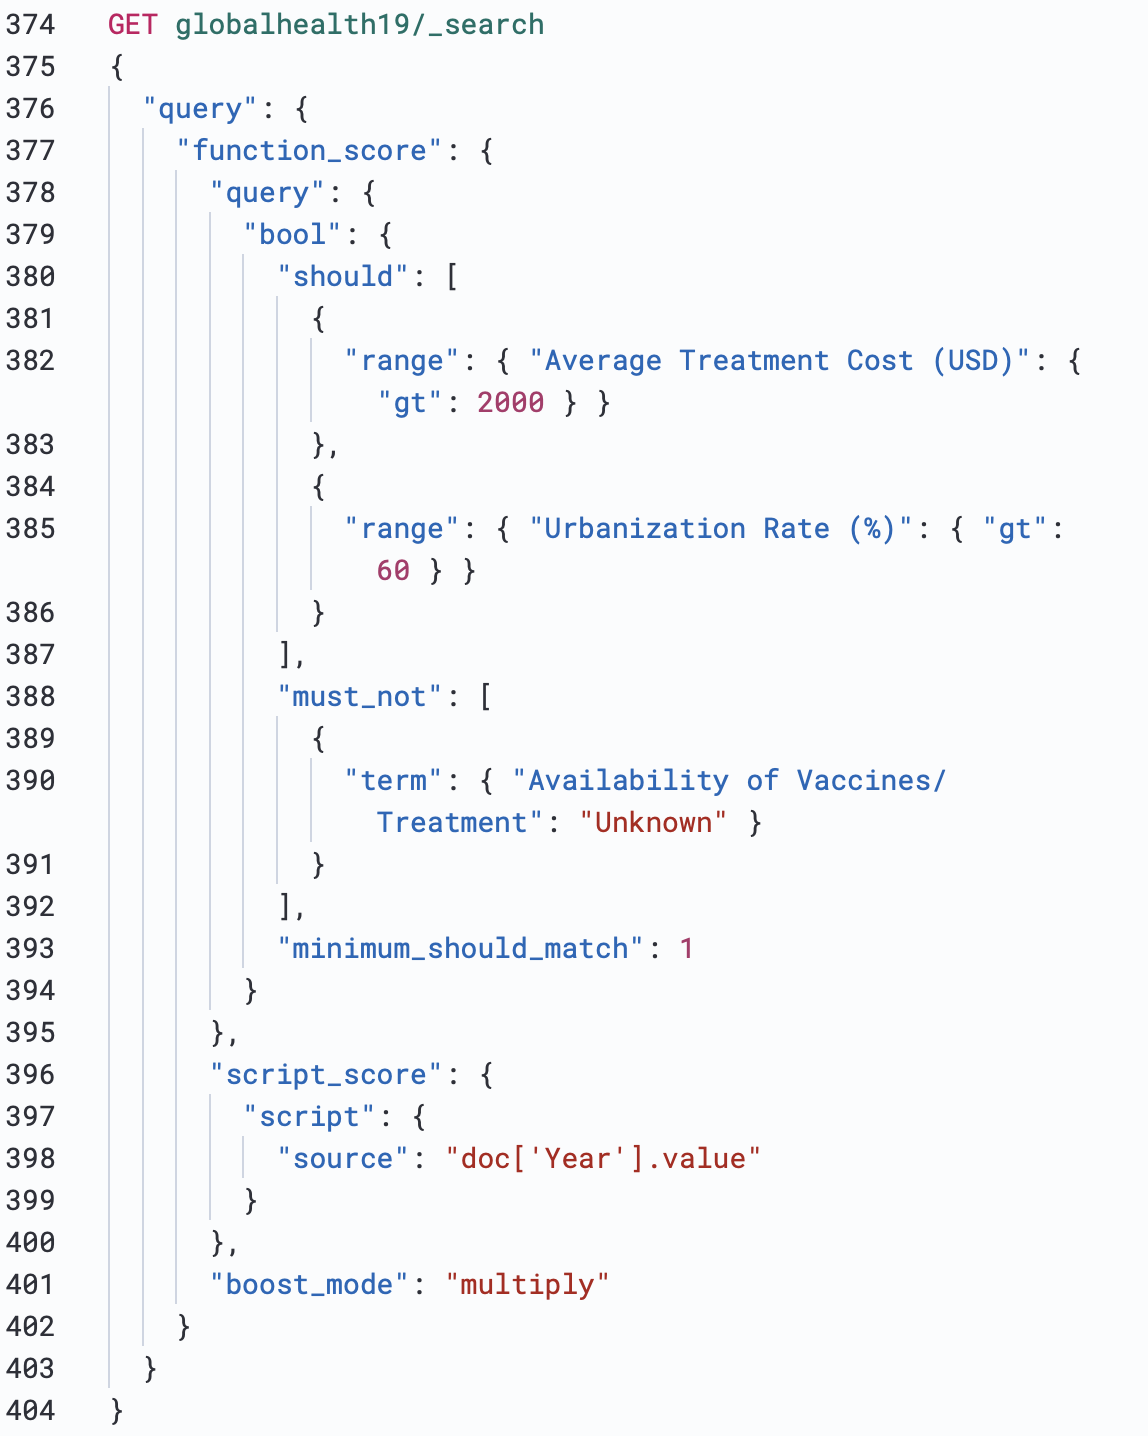 374 GET globalhealth19/_search
375 {
376 "query": {
377 "function_score": {
378 "query": {
379 "bool": {
380 "should": [
381 {
382 "range": { "Average Treatment Cost (USD)": {
"gt": 2000 } }
383 },
384 {
385 "range": { "Urbanization Rate (%)": { "gt":
60 } }
386 }
387 ],
388 "must_not": [
389 {
390 "term": { "Availability of Vaccines/
Treatment": "Unknown" }
391 }
392 ],
393 "minimum_should_match": 1
394 }
395 },
396 "script_score": {
397 "script": {
398 "source": "doc['Year'].value"
399 }
400 },
401 "boost_mode": "multiply"
402 }
403 }
404 }